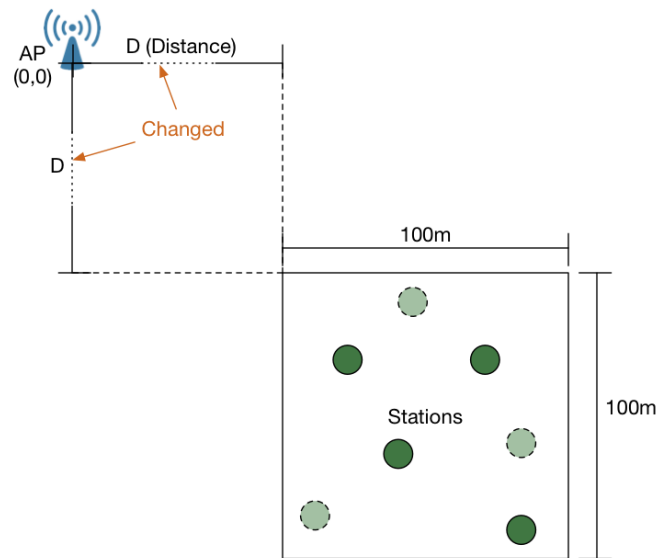 AP
(0,0)
D (Distance)
Changed
D
100m
Stations
100m